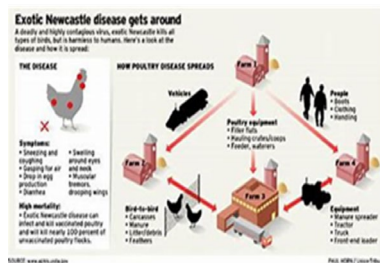 Exotic Newcastle disease gets around
A deadly and highly contagious virus, exotic Newcastle kills all
types of birds, but is harmless to humans. Here's a look at the
disease and how it is spread:
THE DISEASE
Symptoms:
• Sneezing and
coughing
• Gasping for air
• Drop in egg
production
• Diarrhea
• Swelling
around eyes
and neck
• Muscular
tremors,
drooping wings
High mortality:
• Exotic Newcastle disease can
infect and kill vaccinated poultry
and will kill nearly 100 percent of
unvaccinated poultry flocks.
HOW POULTRY DISEASE SPREADS
Farm 1
Vehicles
People
• Boots
• Clothing
• Handling
Poultry equipment
• Filler flats
• Hauling crates/coops
• Feeder, waterers
Farm 2
Farm 3
Farm 4
Bird-to-bird
• Carcasses
• Manure
• Litter/debris
• Feathers
Equipment
• Manure spreader
• Tractor
• Truck
• Front-end loader
SOURCE: